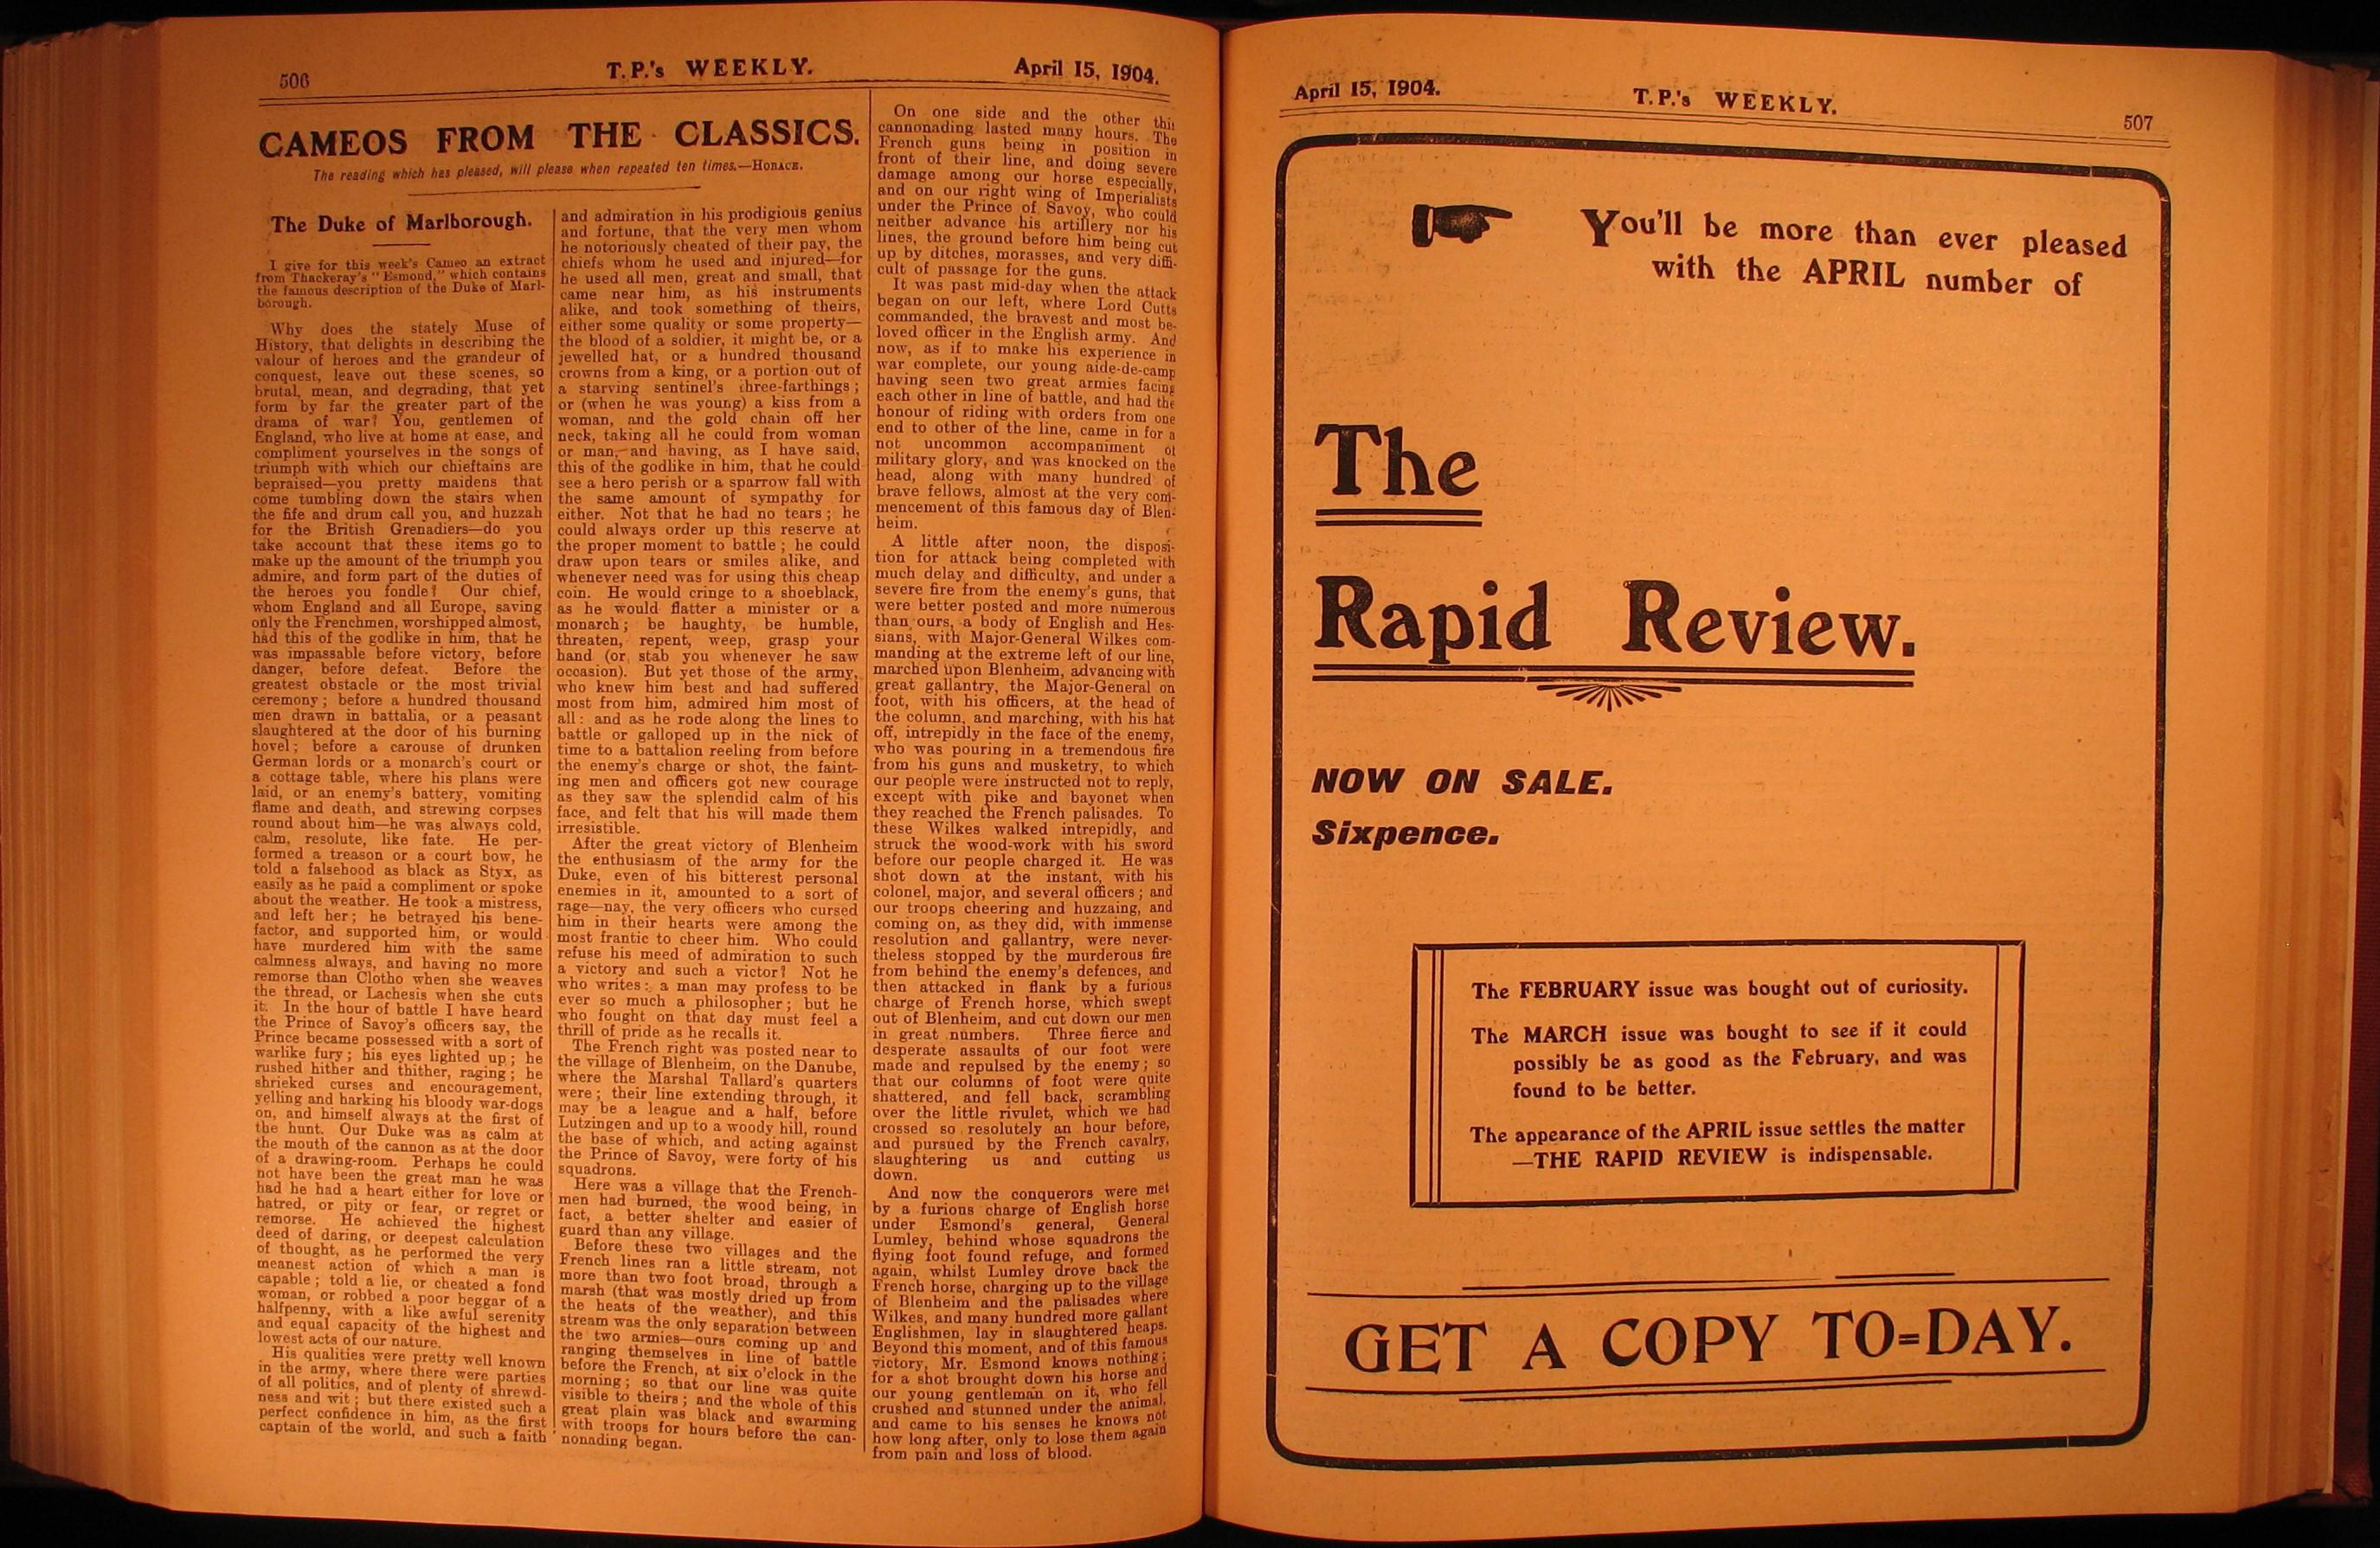 506
T.P.'s WEEKLY.
April 15, 1904.
CAMEOS FROM THE CLASSICS.
The reading which has pleased, will please when repeated ten times.—HORACE.
The Duke of Marlborough.
I give for this week's Cameo an extract
from Thackeray's "Esmond," which contains
the famous description of the Duke of Marl-
borough.
Why does the stately Muse of
History, that delights in describing the
valour of heroes and the grandeur of
conquest, leave out these scenes, so
brutal, mean, and degrading, that yet
form by far the greater part of the
drama of war? You, gentlemen of
England, who live at home at ease, and
compliment yourselves in the songs of
triumph with which our chieftains are
bepraised—you pretty maidens that
come tumbling down the stairs when
the fife and drum call you, and huzzah
for the British Grenadiers—do you
take account that these items go to
make up the amount of the triumph you
admire, and form part of the duties of
the heroes you fondle? Our chief,
whom England and all Europe, saving
only the Frenchmen, worshipped almost,
had this of the godlike in him, that he
was impassable before victory, before
danger, before defeat. Before the
greatest obstacle or the most trivial
ceremony; before a hundred thousand
men drawn in battalia, or a peasant
slaughtered at the door of his burning
hovel; before a carouse of drunken
German lords or a monarch's court or
a cottage table, where his plans were
laid, or an enemy's battery, vomiting
flame and death, and strewing corpses
round about him—he was always cold,
calm, resolute, like fate. He per-
formed a treason or a court bow, he
told a falsehood as black as Styx, as
easily as he paid a compliment or spoke
about the weather. He took a mistress,
and left her; he betrayed his bene-
factor, and supported him, or would
have murdered him with the same
calmness always, and having no more
remorse than Clotho when she weaves
the thread, or Lachesis when she cuts
it. In the hour of battle I have heard
the Prince of Savoy's officers say, the
Prince became possessed with a sort of
warlike fury; his eyes lighted up; he
rushed hither and thither, raging; he
shrieked curses and encouragement,
yelling and harking his bloody war-dogs
on, and himself always at the first of
the hunt. Our Duke was as calm at
the mouth of the cannon as at the door
of a drawing-room. Perhaps he could
not have been the great man he was
had he had a heart either for love or
hatred, or pity or fear, or regret or
remorse. He achieved the highest
deed of daring, or deepest calculation
of thought, as he performed the very
meanest action of which a man is
capable; told a lie, or cheated a fond
woman, or robbed a poor beggar of a
halfpenny, with a like awful serenity
and equal capacity of the highest and
lowest acts of our nature.
His qualities were pretty well known
in the army, where there were parties
of all politics, and of plenty of shrewd-
ness and wit; but there existed such a
perfect confidence in him, as the first
captain of the world, and such a faith
and admiration in his prodigious genius
and fortune, that the very men whom
he notoriously cheated of their pay, the
chiefs whom he used and injured—for
he used all men, great and small, that
came near him, as his instruments
alike, and took something of theirs,
either some quality or some property—
the blood of a soldier, it might be, or a
jewelled hat, or a hundred thousand
crowns from a king, or a portion out of
a starving sentinel's three-farthings;
or (when he was young) a kiss from a
woman, and the gold chain off her
neck, taking all he could from woman
or man, and having, as I have said,
this of the godlike in him, that he could
see a hero perish or a sparrow fall with
the same amount of sympathy for
either. Not that he had no tears; he
could always order up this reserve at
the proper moment to battle; he could
draw upon tears or smiles alike, and
whenever need was for using this cheap
coin. He would cringe to a shoeblack,
as he would flatter a minister or a
monarch; be haughty, be humble,
threaten, repent, weep, grasp your
hand (or stab you whenever he saw
occasion). But yet those of the army,
who knew him best and had suffered
most from him, admired him most of
all: and as he rode along the lines to
battle or galloped up in the nick of
time to a battalion reeling from before
the enemy's charge or shot, the faint-
ing men and officers got new courage
as they saw the splendid calm of his
face, and felt that his will made them
irresistible.
After the great victory of Blenheim
the enthusiasm of the army for the
Duke, even of his bitterest personal
enemies in it, amounted to a sort of
rage—nay, the very officers who cursed
him in their hearts were among the
most frantic to cheer him. Who could
refuse his meed of admiration to such
a victory and such a victor? Not he
who writes: a man may profess to be
ever so much a philosopher; but he
who fought on that day must feel a
thrill of pride as he recalls it.
The French right was posted near to
the village of Blenheim, on the Danube,
where the Marshal Tallard's quarters
were; their line extending through, it
may be a league and a half, before
Lutzingen and up to a woody hill, round
the base of which, and acting against
the Prince of Savoy, were forty of his
squadrons.
Here was a village that the French-
men had burned, the wood being, in
fact, a better shelter and easier of
guard than any village.
Before these two villages and the
French lines ran a little stream, not
more than two foot broad, through a
marsh (that was mostly dried up from
the heats of the weather), and this
stream was the only separation between
the two armies—ours coming up and
ranging themselves in line of battle
before the French, at six o'clock in the
morning; so that our line was quite
visible to theirs; and the whole of this
great plain was black and swarming
with troops for hours before the can-
nonading began.
On one side and the other this
cannonading lasted many hours. The
French guns being in position in
front of their line, and doing severe
damage among our horse especially,
and on our right wing of Imperialists
under the Prince of Savoy, who could
neither advance his artillery nor his
lines, the ground before him being cut
up by ditches, morasses, and very diffi-
cult of passage for the guns.
It was past mid-day when the attack
began on our left, where Lord Cutts
commanded, the bravest and most be-
loved officer in the English army. And
now, as if to make his experience in
war complete, our young aide-de-camp
having seen two great armies facing
each other in line of battle, and had the
honour of riding with orders from one
end to other of the line, came in for a
not uncommon accompaniment of
military glory, and was knocked on the
head, along with many hundred of
brave fellows, almost at the very com-
mencement of this famous day of Blen-
heim.
A little after noon, the disposi-
tion for attack being completed with
much delay and difficulty, and under a
severe fire from the enemy's guns, that
were better posted and more numerous
than ours, a body of English and Hes-
sians, with Major-General Wilkes com-
manding at the extreme left of our line,
marched upon Blenheim, advancing with
great gallantry, the Major-General on
foot, with his officers, at the head of
the column, and marching, with his hat
off, intrepidly in the face of the enemy,
who was pouring in a tremendous fire
from his guns and musketry, to which
our people were instructed not to reply,
except with pike and bayonet when
they reached the French palisades. To
these Wilkes walked intrepidly, and
struck the wood-work with his sword
before our people charged it. He was
shot down at the instant, with his
colonel, major, and several officers; and
our troops cheering and huzzaing, and
coming on, as they did, with immense
resolution and gallantry, were never-
theless stopped by the murderous fire
from behind the enemy's defences, and
then attacked in flank by a furious
charge of French horse, which swept
out of Blenheim, and cut down our men
in great numbers. Three fierce and
desperate assaults of our foot were
made and repulsed by the enemy; so
that our columns of foot were quite
shattered, and fell back, scrambling
over the little rivulet, which we had
crossed so resolutely an hour before,
and pursued by the French cavalry,
slaughtering us and cutting us
down.
And now the conquerors were met
by a furious charge of English horse
under Esmond's general, General
Lumley, behind whose squadrons the
flying foot found refuge, and formed
again, whilst Lumley drove back the
French horse, charging up to the village
of Blenheim and the palisades where
Wilkes, and many hundred more gallant
Englishmen, lay in slaughtered heaps.
Beyond this moment, and of this famous
victory, Mr. Esmond knows nothing;
for a shot brought down his horse and
our young gentleman on it, who fell
crushed and stunned under the animal,
and came to his senses he knows not
how long after, only to lose them again
from pain and loss of blood.
April 15, 1904.
T.P.'s WEEKLY.
507
You'll be more than ever pleased
with the APRIL number of
The
Rapid Review.
NOW ON SALE.
Sixpence.
The FEBRUARY issue was bought out of curiosity.
The MARCH issue was bought to see if it could
possibly be as good as the February, and was
found to be better.
The appearance of the APRIL issue settles the matter
—THE RAPID REVIEW is indispensable.
GET A COPY TO=DAY.